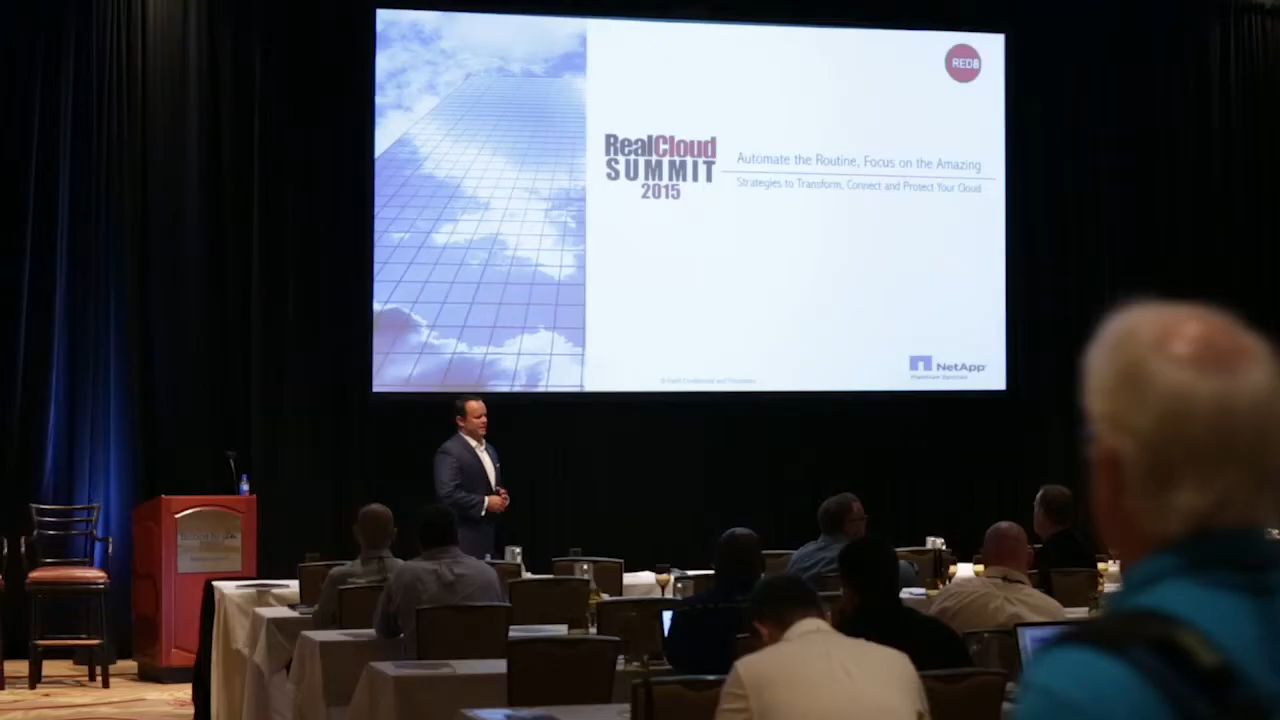 RED8
RealCloud
SUMMIT
2015
Automate the Routine, Focus on the Amazing
Strategies to Transform, Connect and Protect Your Cloud
NetApp